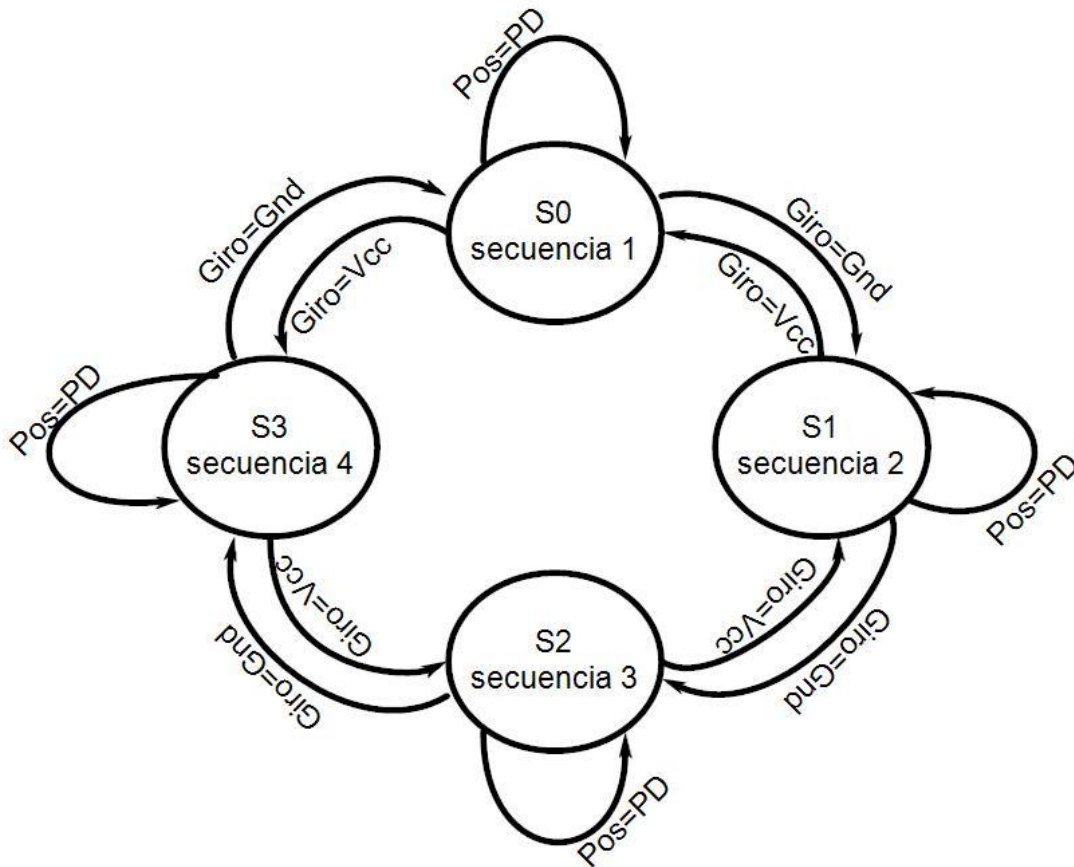 Pos=PD
S0
secuencia 1
Giro=Gnd
Giro=Vcc
Giro=Gnd
Giro=Vcc
S3
secuencia 4
Pos=PD
S1
secuencia 2
Pos=PD
Giro=Vcc
Giro=Gnd
S2
secuencia 3
Giro=Vcc
Giro=Gnd
Pos=PD